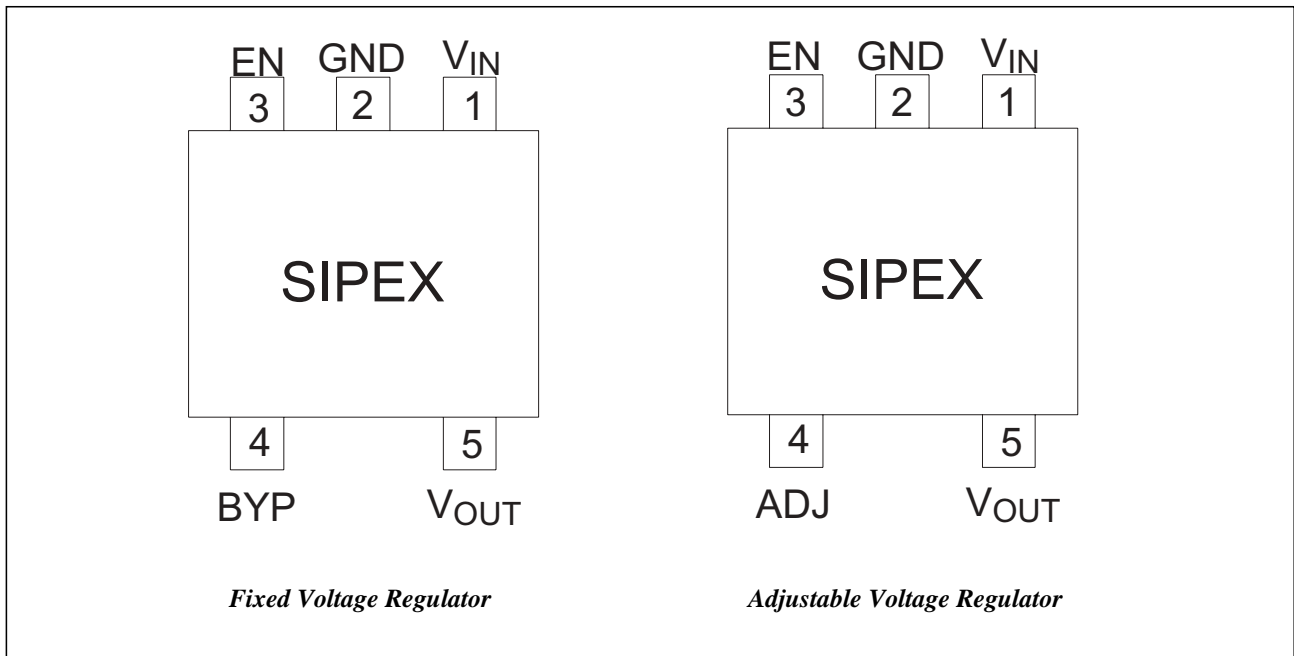 EN GND VIN
3 2 1
SIPEX
4 5
BYP VOUT
Fixed Voltage Regulator
EN GND VIN
3 2 1
SIPEX
4 5
ADJ VOUT
Adjustable Voltage Regulator